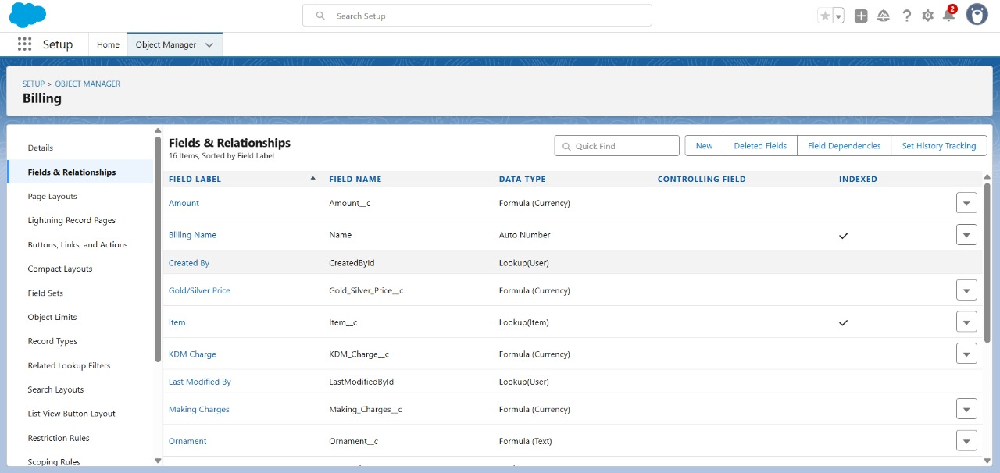 Search Setup
2
Setup
Home
Object Manager
SETUP > OBJECT MANAGER
Billing
Details
Fields & Relationships
Page Layouts
Lightning Record Pages
Buttons, Links, and Actions
Compact Layouts
Field Sets
Object Limits
Record Types
Related Lookup Filters
Search Layouts
List View Button Layout
Restriction Rules
Scoping Rules
Fields & Relationships
16 Items, Sorted by Field Label
Quick Find
New
Deleted Fields
Field Dependencies
Set History Tracking
FIELD LABEL FIELD NAME DATA TYPE CONTROLLING FIELD INDEXED
Amount Amount__c Formula (Currency)
Billing Name Name Auto Number
Created By CreatedById Lookup(User)
Gold/Silver Price Gold_Silver_Price__c Formula (Currency)
Item Item__c Lookup(Item)
KDM Charge KDM_Charge__c Formula (Currency)
Last Modified By LastModifiedById Lookup(User)
Making Charges Making_Charges__c Formula (Currency)
Ornament Ornament__c Formula (Text)